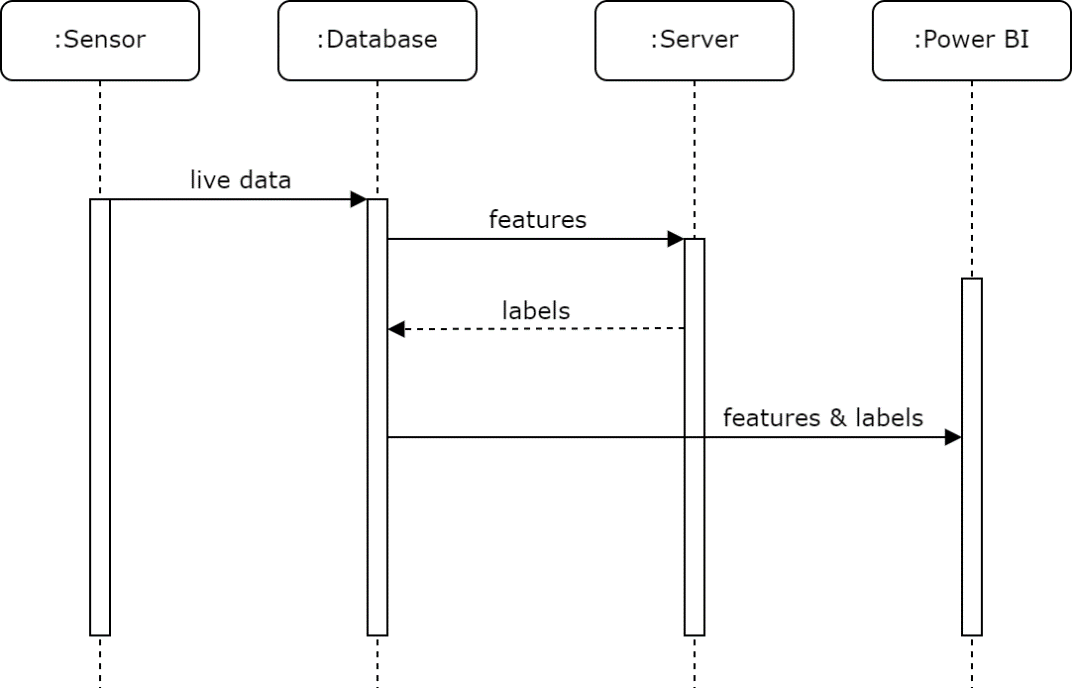 :Sensor
:Database
:Server
:Power BI
live data
features
labels
features & labels